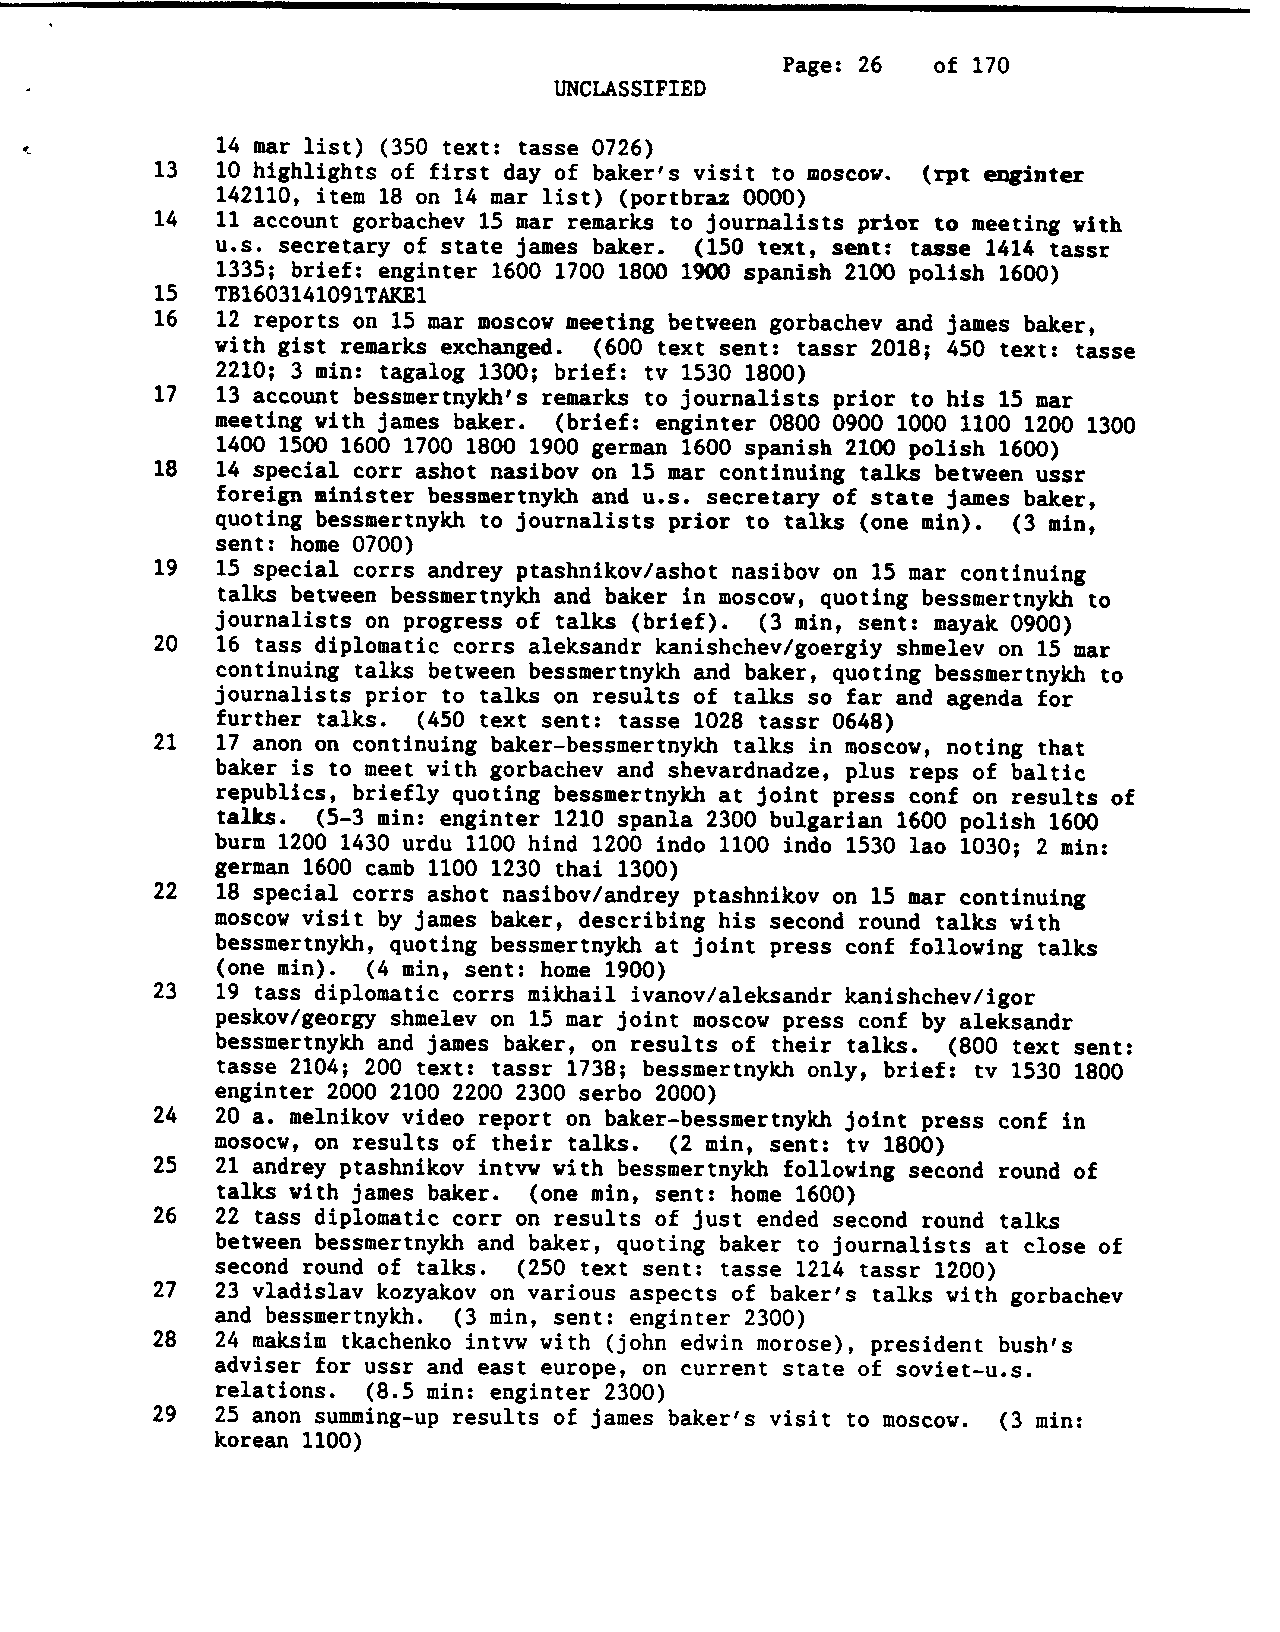 Page: 26 of 170
UNCLASSIFIED
14 mar list) (350 text: tasse 0726)
13 10 highlights of first day of baker's visit to moscow. (rpt enginter
142110, item 18 on 14 mar list) (portbraz 0000)
14 11 account gorbachev 15 mar remarks to journalists prior to meeting with
u.s. secretary of state james baker. (150 text, sent: tasse 1414 tassr
1335; brief: enginter 1600 1700 1800 1900 spanish 2100 polish 1600)
15 TB1603141091TAKE1
16 12 reports on 15 mar moscow meeting between gorbachev and james baker,
with gist remarks exchanged. (600 text sent: tassr 2018; 450 text: tasse
2210; 3 min: tagalog 1300; brief: tv 1530 1800)
17 13 account bessmertnykh's remarks to journalists prior to his 15 mar
meeting with james baker. (brief: enginter 0800 0900 1000 1100 1200 1300
1400 1500 1600 1700 1800 1900 german 1600 spanish 2100 polish 1600)
18 14 special corr ashot nasibov on 15 mar continuing talks between ussr
foreign minister bessmertnykh and u.s. secretary of state james baker,
quoting bessmertnykh to journalists prior to talks (one min). (3 min,
sent: home 0700)
19 15 special corrs andrey ptashnikov/ashot nasibov on 15 mar continuing
talks between bessmertnykh and baker in moscow, quoting bessmertnykh to
journalists on progress of talks (brief). (3 min, sent: mayak 0900)
20 16 tass diplomatic corrs aleksandr kanishchev/goergiy shmelev on 15 mar
continuing talks between bessmertnykh and baker, quoting bessmertnykh to
journalists prior to talks on results of talks so far and agenda for
further talks. (450 text sent: tasse 1028 tassr 0648)
21 17 anon on continuing baker-bessmertnykh talks in moscow, noting that
baker is to meet with gorbachev and shevardnadze, plus reps of baltic
republics, briefly quoting bessmertnykh at joint press conf on results of
talks. (5-3 min: enginter 1210 spanla 2300 bulgarian 1600 polish 1600
burm 1200 1430 urdu 1100 hind 1200 indo 1100 indo 1530 lao 1030; 2 min:
german 1600 camb 1100 1230 thai 1300)
22 18 special corrs ashot nasibov/andrey ptashnikov on 15 mar continuing
moscow visit by james baker, describing his second round talks with
bessmertnykh, quoting bessmertnykh at joint press conf following talks
(one min). (4 min, sent: home 1900)
23 19 tass diplomatic corrs mikhail ivanov/aleksandr kanishchev/igor
peskov/georgy shmelev on 15 mar joint moscow press conf by aleksandr
bessmertnykh and james baker, on results of their talks. (800 text sent:
tasse 2104; 200 text: tassr 1738; bessmertnykh only, brief: tv 1530 1800
enginter 2000 2100 2200 2300 serbo 2000)
24 20 a. melnikov video report on baker-bessmertnykh joint press conf in
mosocw, on results of their talks. (2 min, sent: tv 1800)
25 21 andrey ptashnikov intvw with bessmertnykh following second round of
talks with james baker. (one min, sent: home 1600)
26 22 tass diplomatic corr on results of just ended second round talks
between bessmertnykh and baker, quoting baker to journalists at close of
second round of talks. (250 text sent: tasse 1214 tassr 1200)
27 23 vladislav kozyakov on various aspects of baker's talks with gorbachev
and bessmertnykh. (3 min, sent: enginter 2300)
28 24 maksim tkachenko intvw with (john edwin morose), president bush's
adviser for ussr and east europe, on current state of soviet-u.s.
relations. (8.5 min: enginter 2300)
29 25 anon summing-up results of james baker's visit to moscow. (3 min:
korean 1100)